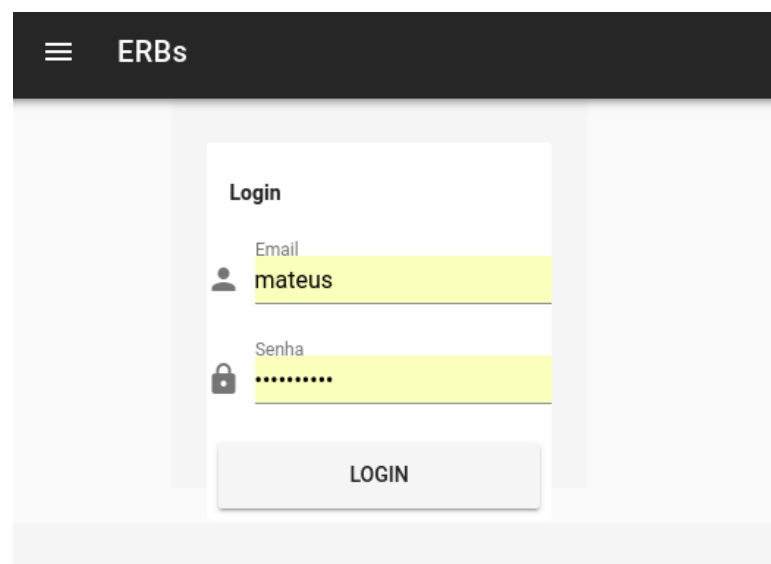 ERBs
Login
Email
mateus
Senha
••••••••••
LOGIN